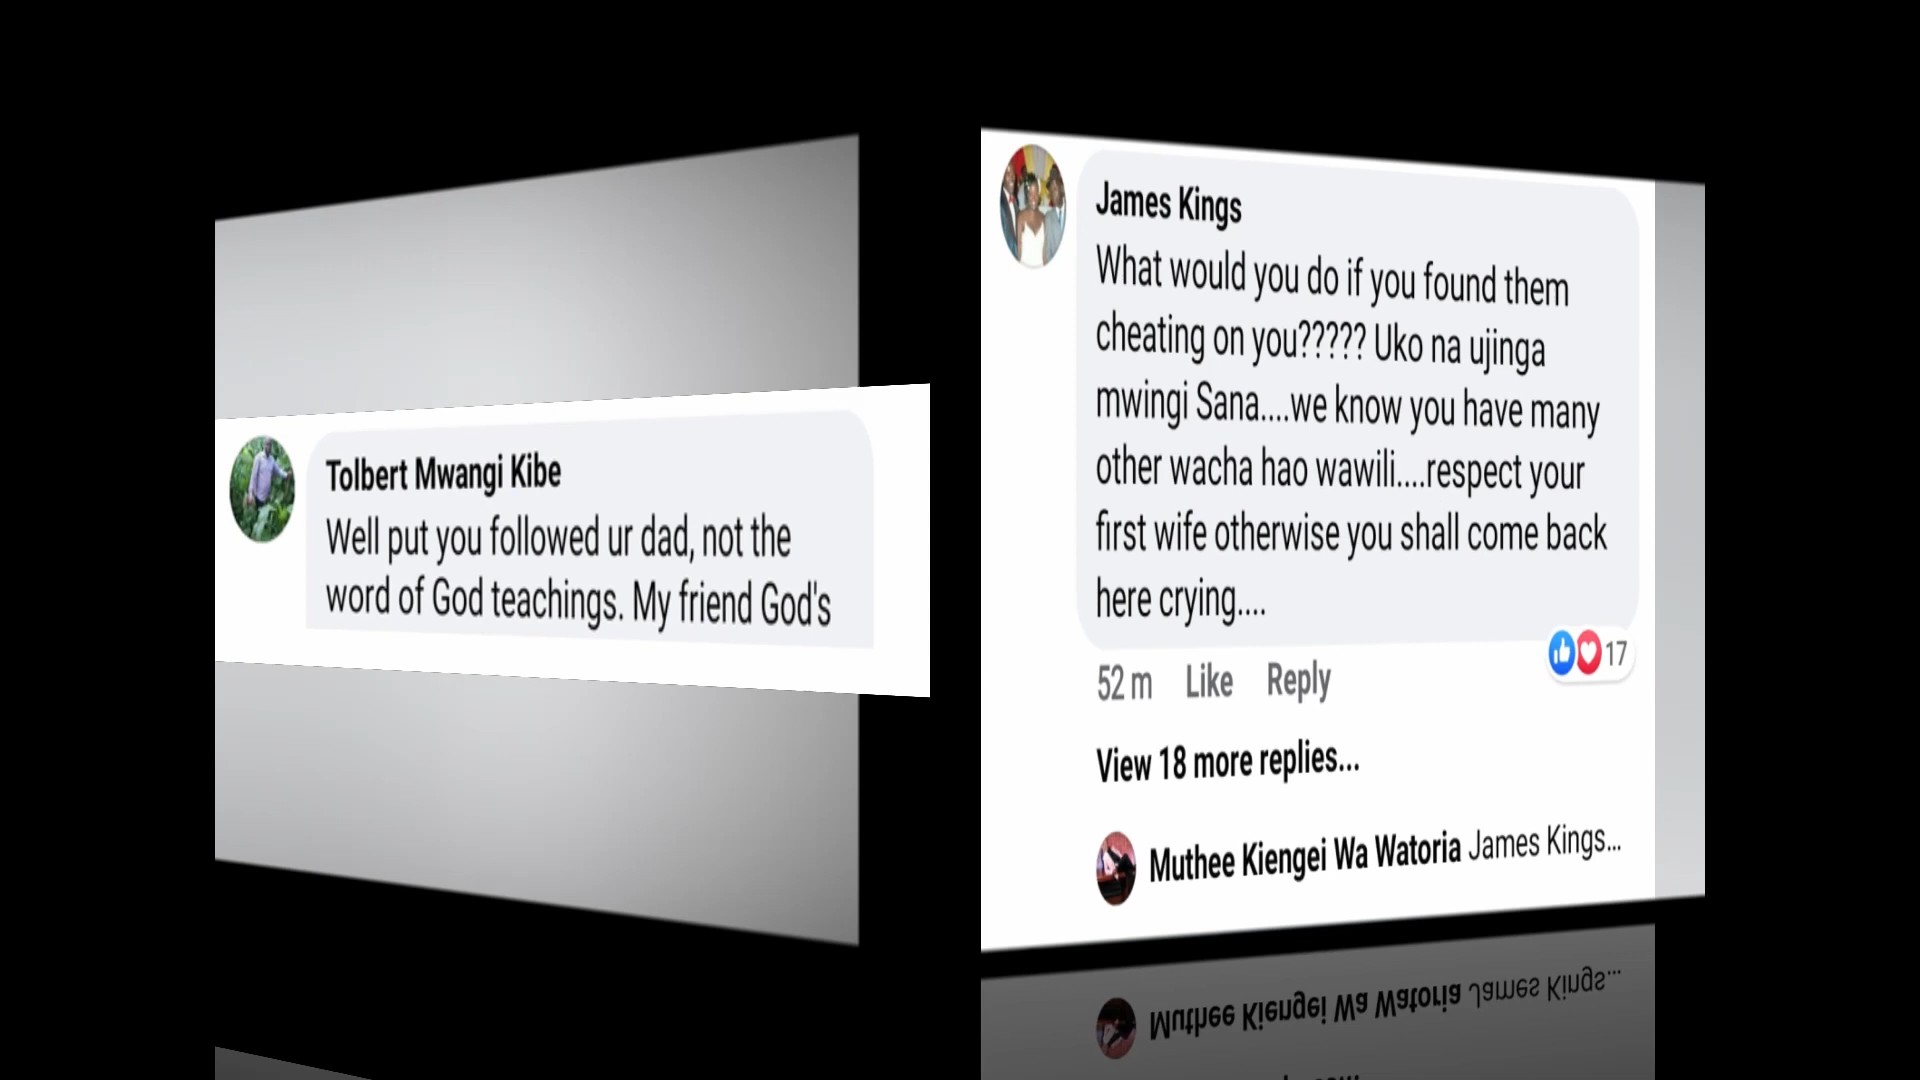 Tolbert Mwangi Kibe
Well put you followed ur dad, not the
word of God teachings. My friend God's
James Kings
What would you do if you found them
cheating on you????? Uko na ujinga
mwingi Sana....we know you have many
other wacha hao wawili....respect your
first wife otherwise you shall come back
here crying....
17
52 m Like Reply
View 18 more replies...
Muthee Kiengei Wa Watoria James Kings...
Muthee Kiengei Wa Watoria James Kings...